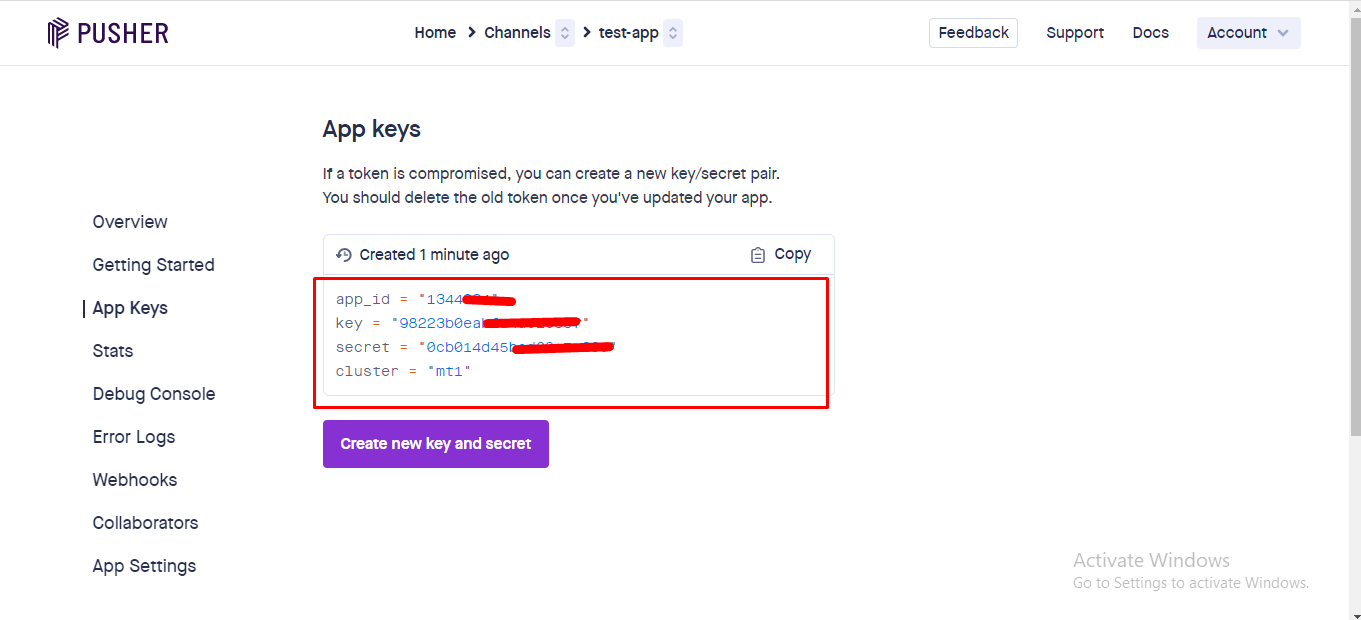 PUSHER
Home > Channels > test-app
Feedback
Support
Docs
Account
App keys
If a token is compromised, you can create a new key/secret pair.
You should delete the old token once you've updated your app.
Overview
Getting Started
App Keys
Stats
Debug Console
Error Logs
Webhooks
Collaborators
App Settings
Created 1 minute ago
Copy
app_id = "1344
key = "98223b0ea
secret = "0cb014d45
cluster = "mt1"
Create new key and secret
Activate Windows
Go to Settings to activate Windows.